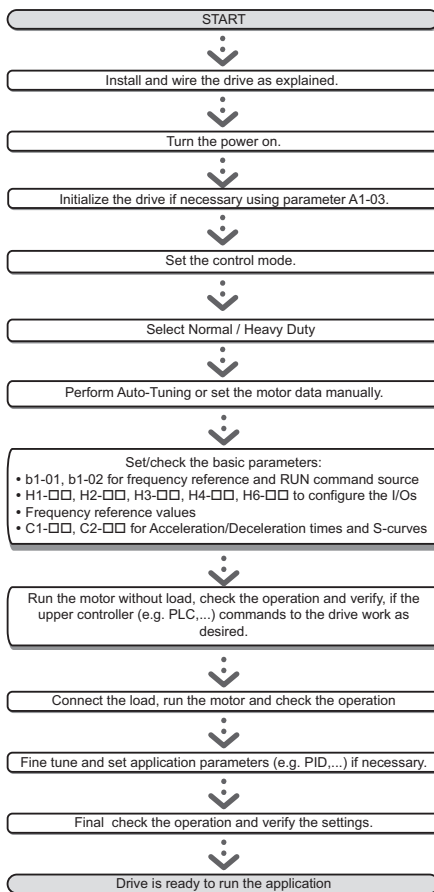 START
Install and wire the drive as explained.
Turn the power on.
Initialize the drive if necessary using parameter A1-03.
Set the control mode.
Select Normal / Heavy Duty
Perform Auto-Tuning or set the motor data manually.
Set/check the basic parameters:
• b1-01, b1-02 for frequency reference and RUN command source
• H1-□□, H2-□□, H3-□□, H4-□□, H6-□□ to configure the I/Os
• Frequency reference values
• C1-□□, C2-□□ for Acceleration/Deceleration times and S-curves
Run the motor without load, check the operation and verify, if the
upper controller (e.g. PLC,...) commands to the drive work as
desired.
Connect the load, run the motor and check the operation
Fine tune and set application parameters (e.g. PID,...) if necessary.
Final check the operation and verify the settings.
Drive is ready to run the application